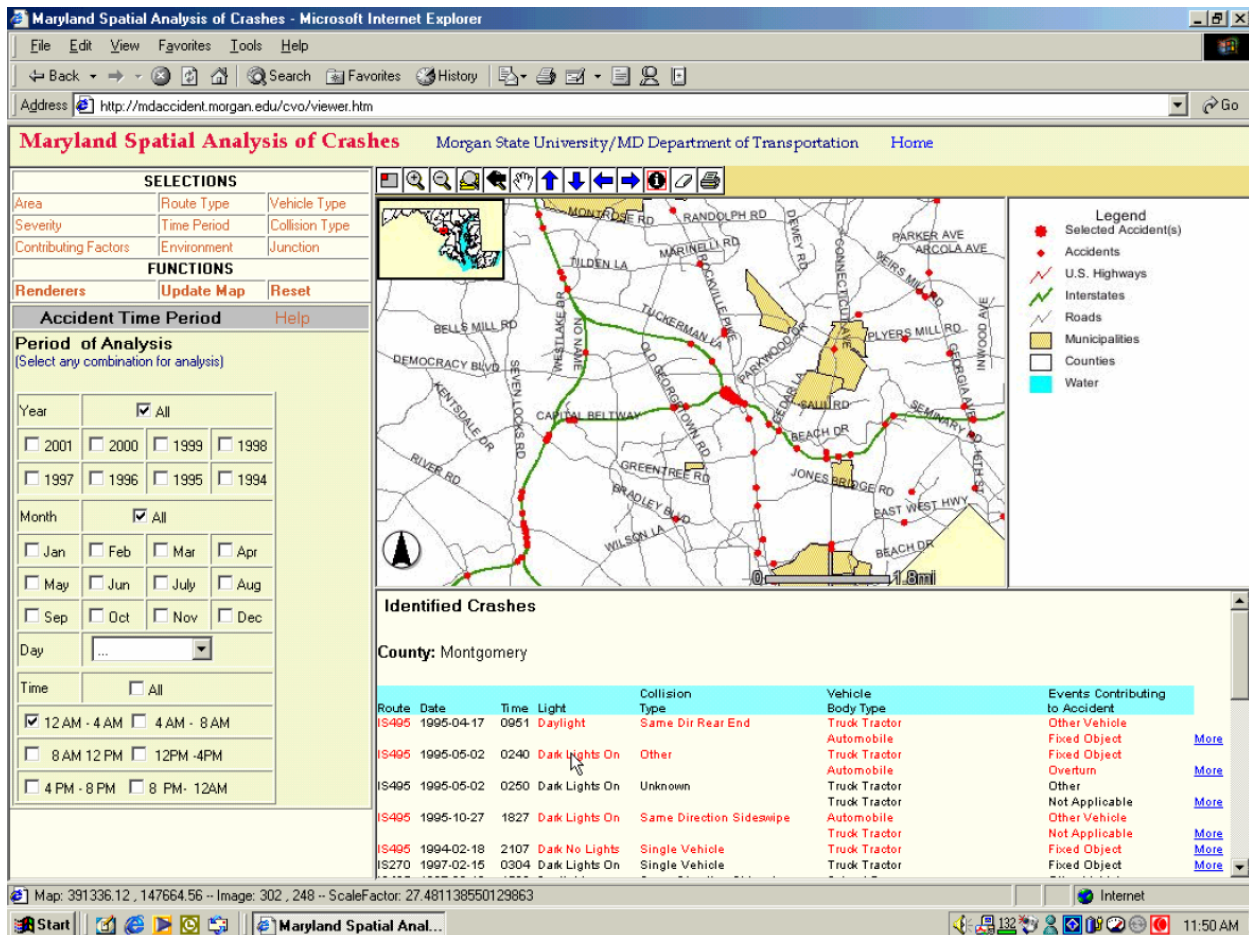 Maryland Spatial Analysis of Crashes - Microsoft Internet Explorer
File Edit View Favorites Tools Help
Back Search Favorites History
Address http://mdaccident.morgan.edu/cvo/viewer.htm Go
Maryland Spatial Analysis of Crashes Morgan State University/MD Department of Transportation Home
SELECTIONS
Area Route Type Vehicle Type
Severity Time Period Collision Type
Contributing Factors Environment Junction
FUNCTIONS
Renderers Update Map Reset
Accident Time Period Help
Period of Analysis
(Select any combination for analysis)
Year All
2001 2000 1999 1998
1997 1996 1995 1994
Month All
Jan Feb Mar Apr
May Jun July Aug
Sep Oct Nov Dec
Day ...
Time All
12 AM - 4 AM 4 AM - 8 AM
8 AM 12 PM 12PM -4PM
4 PM - 8 PM 8 PM- 12AM
MONTROSE RD
RANDOLPH RD
DEWEY RD
PARKER AVE
ARCOLA AVE
MARINELLI RD
TILDEN LA
ROCKVILLE PIKE
CONNECTICUT AVE
VEIRS MILL RD
INWOOD AVE
BELLS MILL RD
WESTLAKE DR
NO NAME
TUCKERMAN LA
PLYERS MILL RD
DEMOCRACY BLVD
SEVEN LOCKS RD
OLD GEORGETOWN RD
PARKWOOD DR
CEDAR LA
GEORGIA AVE
KENTSDALE DR
CAPITAL BELTWAY
SAUL RD
SEMINARY RD
BEACH DR
16TH ST
RIVER RD
GREENTREE RD
JONES BRIDGE RD
BRADLEY BLVD
EAST WEST HWY
WILSON LA
BEACH DR
0 1.8mi
Legend
Selected Accident(s)
Accidents
U.S. Highways
Interstates
Roads
Municipalities
Counties
Water
Identified Crashes
County: Montgomery
Collision Vehicle Events Contributing
Route Date Time Light Type Body Type to Accident
IS495 1995-04-17 0951 Daylight Same Dir Rear End Truck Tractor Other Vehicle
Automobile Fixed Object More
IS495 1995-05-02 0240 Dark Lights On Other Truck Tractor Fixed Object
Automobile Overturn More
IS495 1995-05-02 0250 Dark Lights On Unknown Truck Tractor Other
Truck Tractor Not Applicable More
IS495 1995-10-27 1827 Dark Lights On Same Direction Sideswipe Automobile Other Vehicle
Truck Tractor Not Applicable More
IS495 1994-02-18 2107 Dark No Lights Single Vehicle Truck Tractor Fixed Object More
IS270 1997-02-15 0304 Dark Lights On Single Vehicle Truck Tractor Fixed Object More
Map: 391336.12 , 147664.56 -- Image: 302 , 248 -- ScaleFactor: 27.481138550129863 Internet
Start Maryland Spatial Anal... 132 11:50 AM